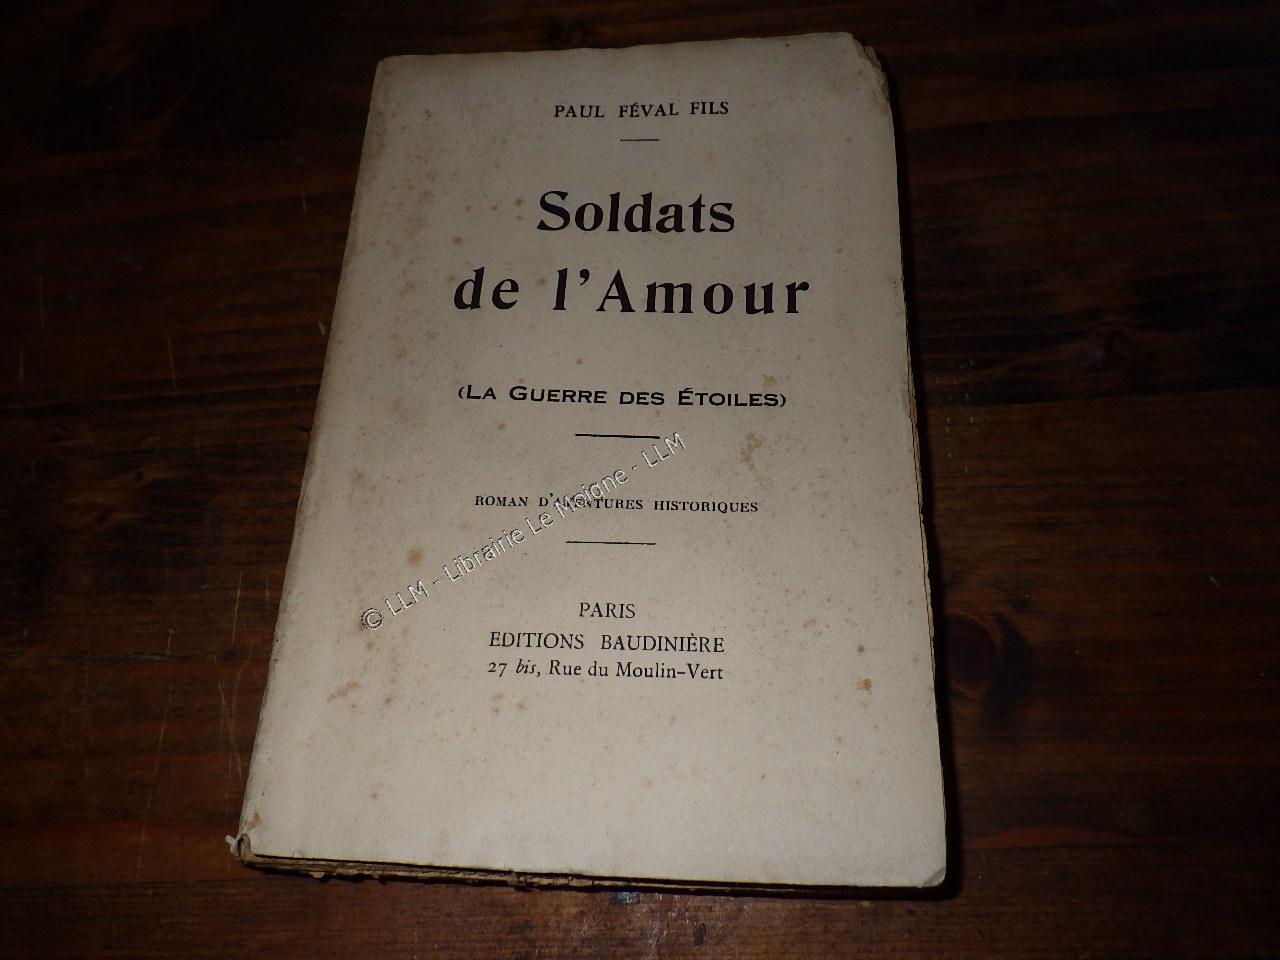 PAUL FÉVAL FILS
Soldats
de l'Amour
(LA GUERRE DES ÉTOILES)
ROMAN D'AVENTURES HISTORIQUES
PARIS
EDITIONS BAUDINIÈRE
27 bis, Rue du Moulin-Vert
© LLM - Librairie Le Moigne - LLM